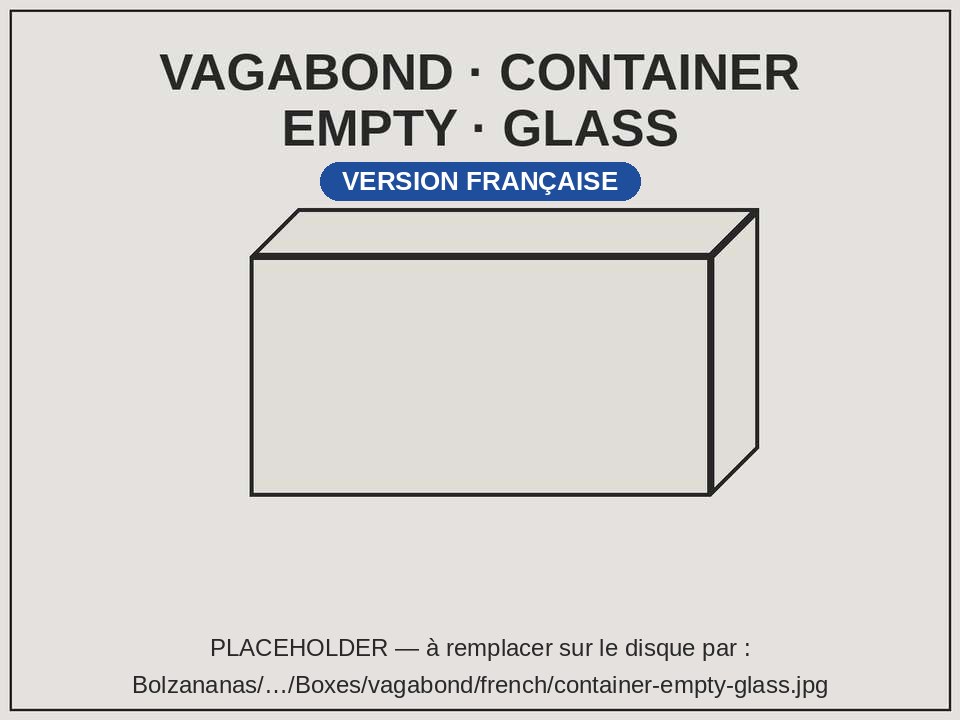 VAGABOND · CONTAINER
EMPTY · GLASS
VERSION FRANÇAISE
PLACEHOLDER — à remplacer sur le disque par :
Bolzananas/…/Boxes/vagabond/french/container-empty-glass.jpg